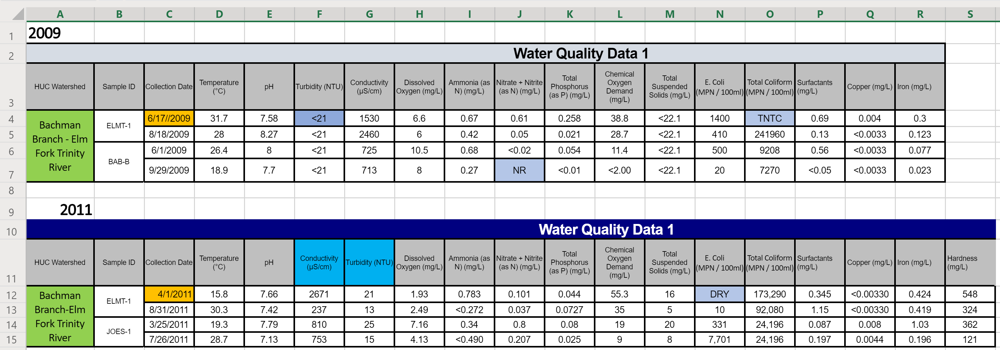 A B C D E F G H I J K L M N O P Q R S
1 2009
2 Water Quality Data 1
3 HUC Watershed Sample ID Collection Date Temperature (°C) pH Turbidity (NTU) Conductivity (µS/cm) Dissolved Oxygen (mg/L) Ammonia (as N) (mg/L) Nitrate + Nitrite (as N) (mg/L) Total Phosphorus (as P) (mg/L) Chemical Oxygen Demand (mg/L) Total Suspended Solids (mg/L) E. Coli (MPN / 100ml) Total Coliform (MPN / 100ml) Surfactants (mg/L) Copper (mg/L) Iron (mg/L)
4 Bachman Branch - Elm Fork Trinity River ELMT-1 6/17//2009 31.7 7.58 <21 1530 6.6 0.67 0.61 0.258 38.8 <22.1 1400 TNTC 0.69 0.004 0.3
5 8/18/2009 28 8.27 <21 2460 6 0.42 0.05 0.021 28.7 <22.1 410 241960 0.13 <0.0033 0.123
6 BAB-B 6/1/2009 26.4 8 <21 725 10.5 0.68 <0.02 0.054 11.4 <22.1 500 9208 0.56 <0.0033 0.077
7 9/29/2009 18.9 7.7 <21 713 8 0.27 NR <0.01 <2.00 <22.1 20 7270 <0.05 <0.0033 0.023
8
9 2011
10 Water Quality Data 1
11 HUC Watershed Sample ID Collection Date Temperature (°C) pH Conductivity (µS/cm) Turbidity (NTU) Dissolved Oxygen (mg/L) Ammonia (as N) (mg/L) Nitrate + Nitrite (as N) (mg/L) Total Phosphorus (as P) (mg/L) Chemical Oxygen Demand (mg/L) Total Suspended Solids (mg/L) E. Coli (MPN / 100ml) Total Coliform (MPN / 100ml) Surfactants (mg/L) Copper (mg/L) Iron (mg/L) Hardness (mg/L)
12 Bachman Branch-Elm Fork Trinity River ELMT-1 4/1/2011 15.8 7.66 2671 21 1.93 0.783 0.101 0.044 55.3 16 DRY 173,290 0.345 <0.00330 0.424 548
13 8/31/2011 30.3 7.42 237 13 2.49 <0.272 0.037 0.0727 35 5 10 92,080 1.15 <0.00330 0.419 324
14 JOES-1 3/25/2011 19.3 7.79 810 25 7.16 0.34 0.8 0.08 19 20 331 24,196 0.087 0.008 1.03 362
15 7/26/2011 28.7 7.13 753 15 4.13 <0.490 0.207 0.025 9 8 7,701 24,196 0.197 0.0044 0.196 121